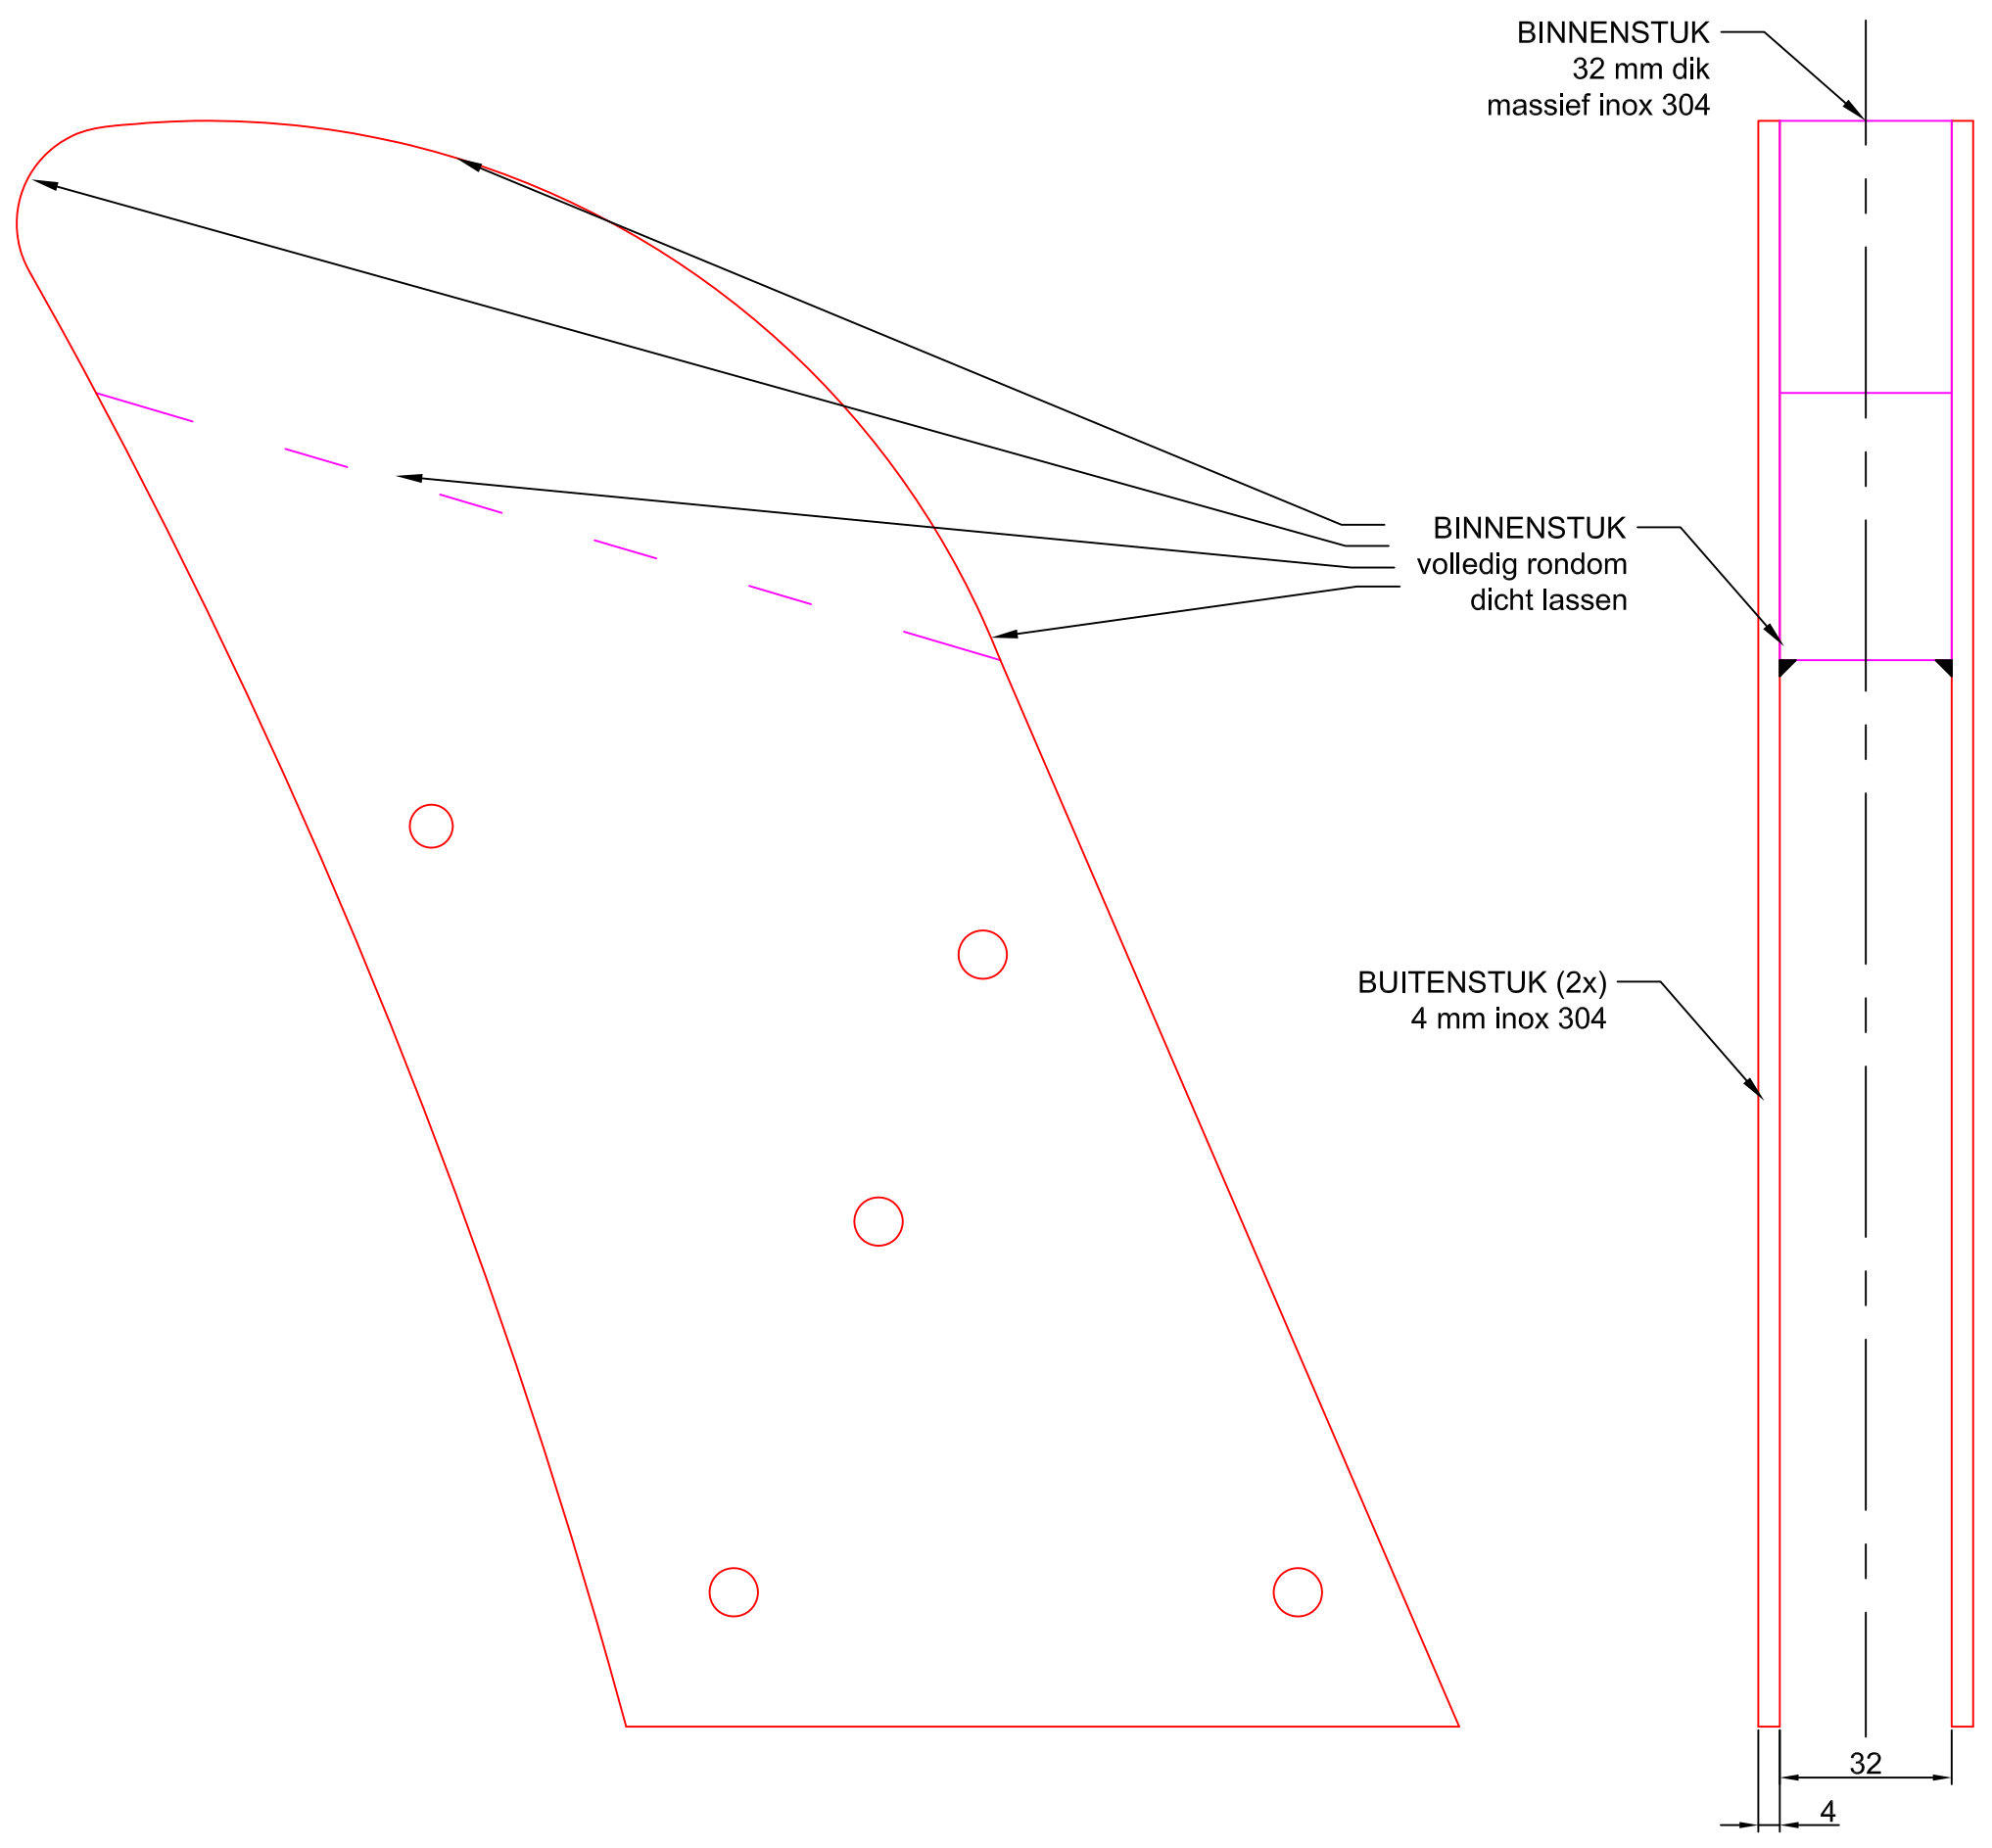 BINNENSTUK
32 mm dik
massief inox 304
BINNENSTUK
volledig rondom
dicht lassen
BUITENSTUK (2x)
4 mm inox 304
32
4